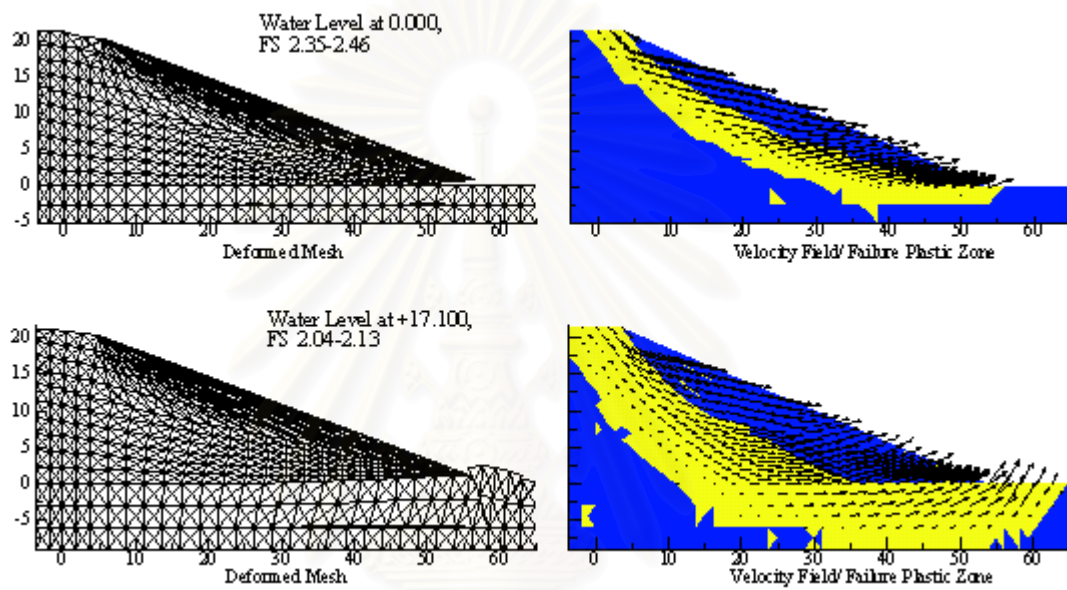 Water Level at 0.000,
FS 2.35-2.46
20
15
10
5
0
-5
0 10 20 30 40 50 60
Deformed Mesh
0 10 20 30 40 50 60
Velocity Field/ Failure Plastic Zone
Water Level at +17.100,
FS 2.04-2.13
20
15
10
5
0
-5
0 10 20 30 40 50 60
Deformed Mesh
0 10 20 30 40 50 60
Velocity Field/ Failure Plastic Zone